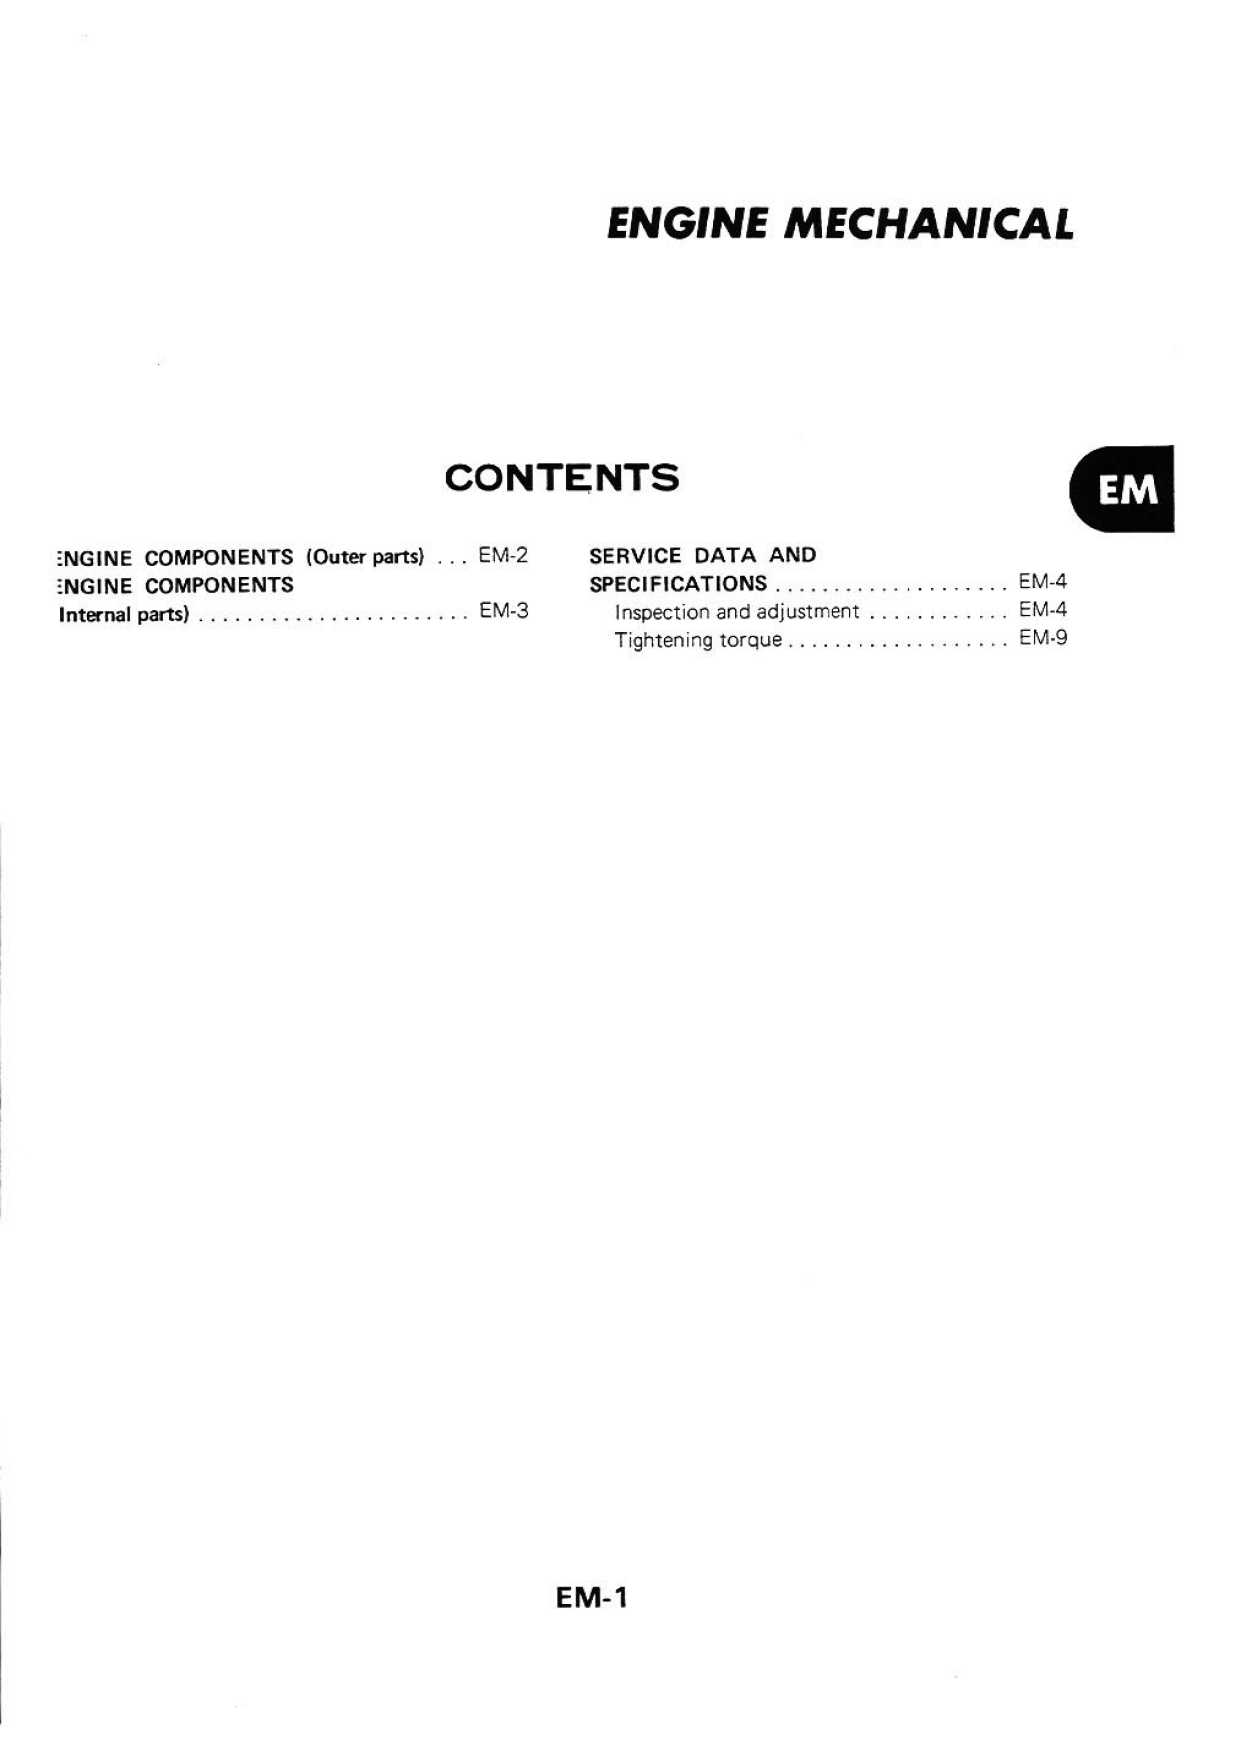 ENGINE MECHANICAL
CONTENTS
EM
NGINE COMPONENTS (Outer parts) ... EM-2
NGINE COMPONENTS
Internal parts) ....................... EM-3
SERVICE DATA AND
SPECIFICATIONS .................... EM-4
Inspection and adjustment ............ EM-4
Tightening torque ................... EM-9
EM-1